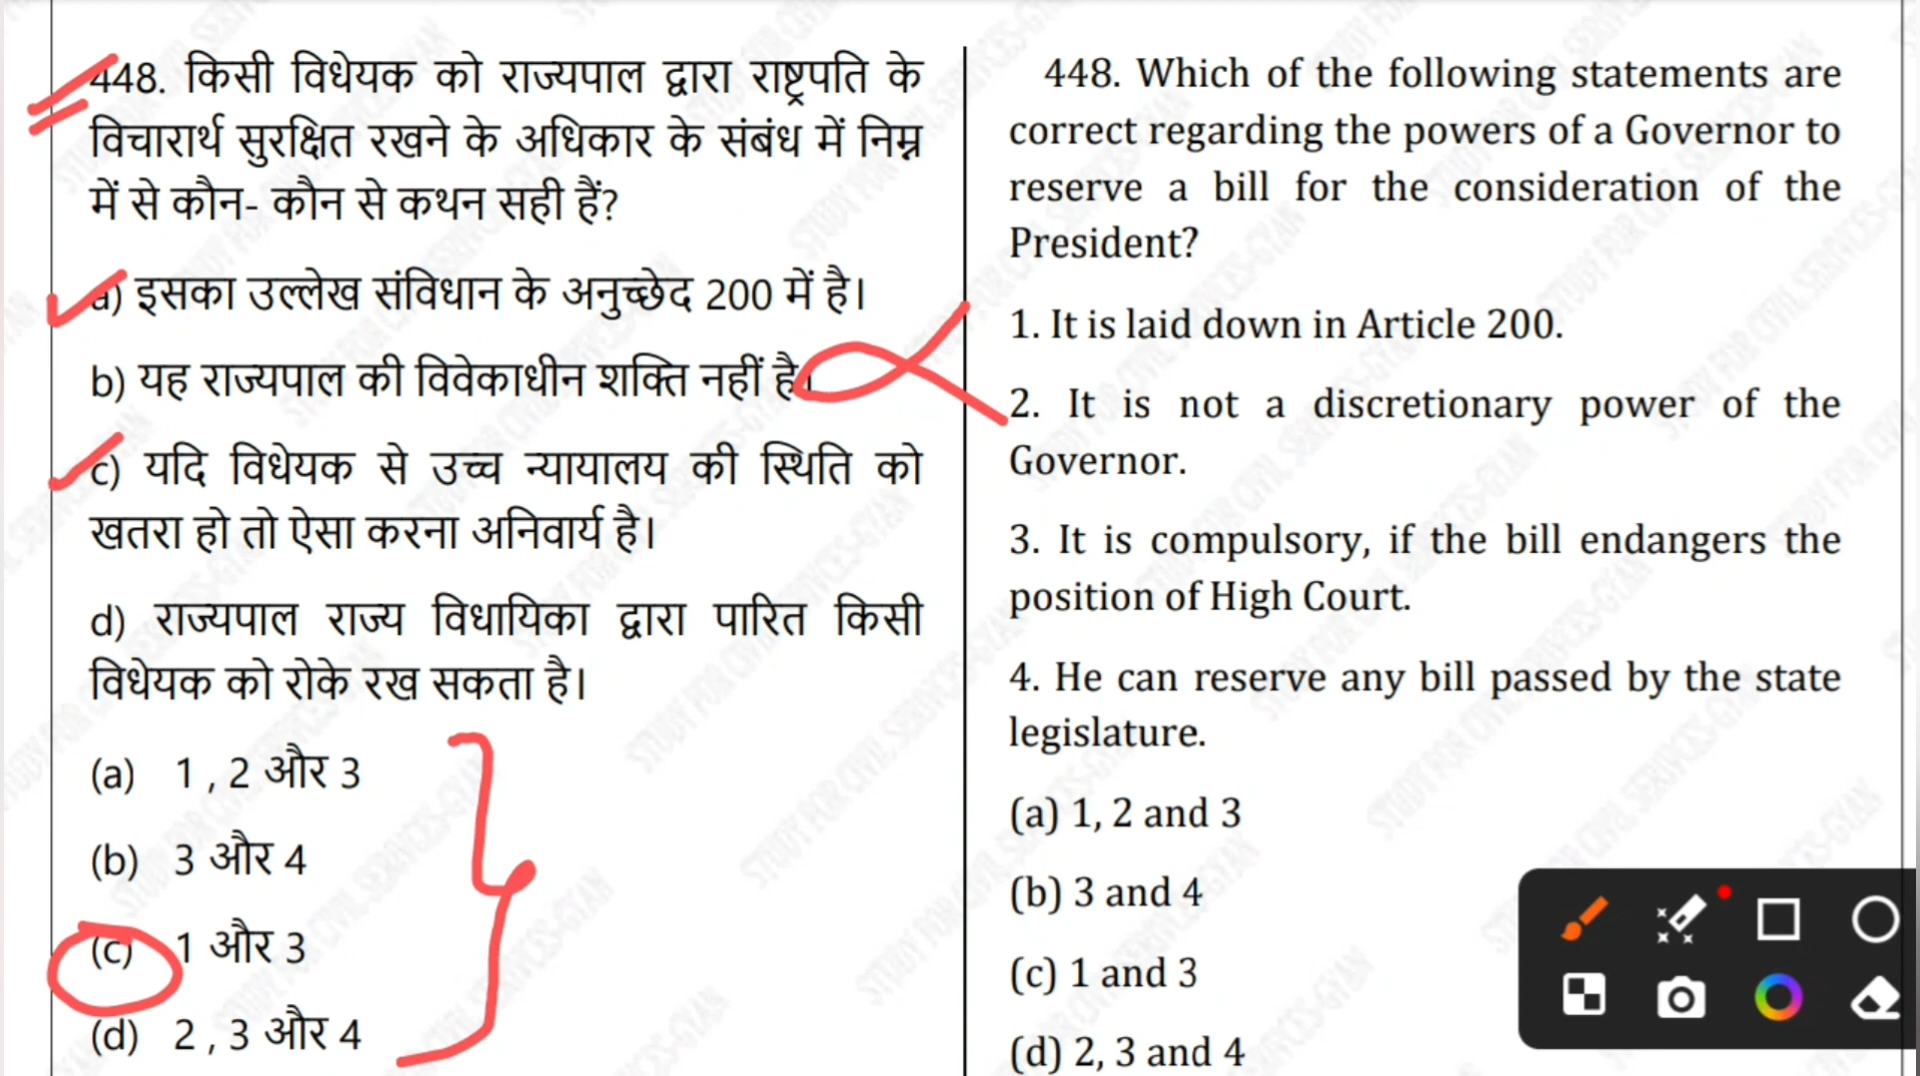 448. किसी विधेयक को राज्यपाल द्वारा राष्ट्रपति के
विचारार्थ सुरक्षित रखने के अधिकार के संबंध में निम्न
में से कौन- कौन से कथन सही हैं?
a) इसका उल्लेख संविधान के अनुच्छेद 200 में है।
b) यह राज्यपाल की विवेकाधीन शक्ति नहीं है।
c) यदि विधेयक से उच्च न्यायालय की स्थिति को
खतरा हो तो ऐसा करना अनिवार्य है।
d) राज्यपाल राज्य विधायिका द्वारा पारित किसी
विधेयक को रोके रख सकता है।
(a) 1 , 2 और 3
(b) 3 और 4
(c) 1 और 3
(d) 2 , 3 और 4
448. Which of the following statements are
correct regarding the powers of a Governor to
reserve a bill for the consideration of the
President?
1. It is laid down in Article 200.
2. It is not a discretionary power of the
Governor.
3. It is compulsory, if the bill endangers the
position of High Court.
4. He can reserve any bill passed by the state
legislature.
(a) 1, 2 and 3
(b) 3 and 4
(c) 1 and 3
(d) 2, 3 and 4